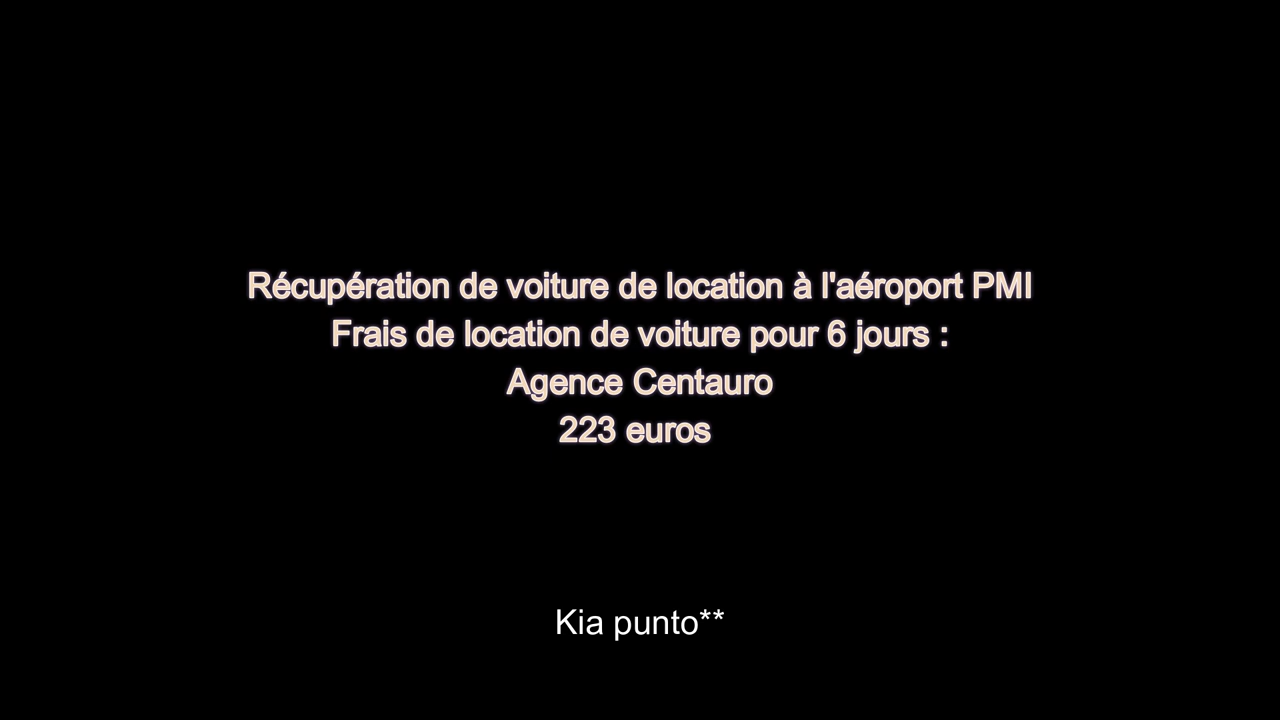 Récupération de voiture de location à l'aéroport PMI
Frais de location de voiture pour 6 jours :
Agence Centauro
223 euros
Kia punto**